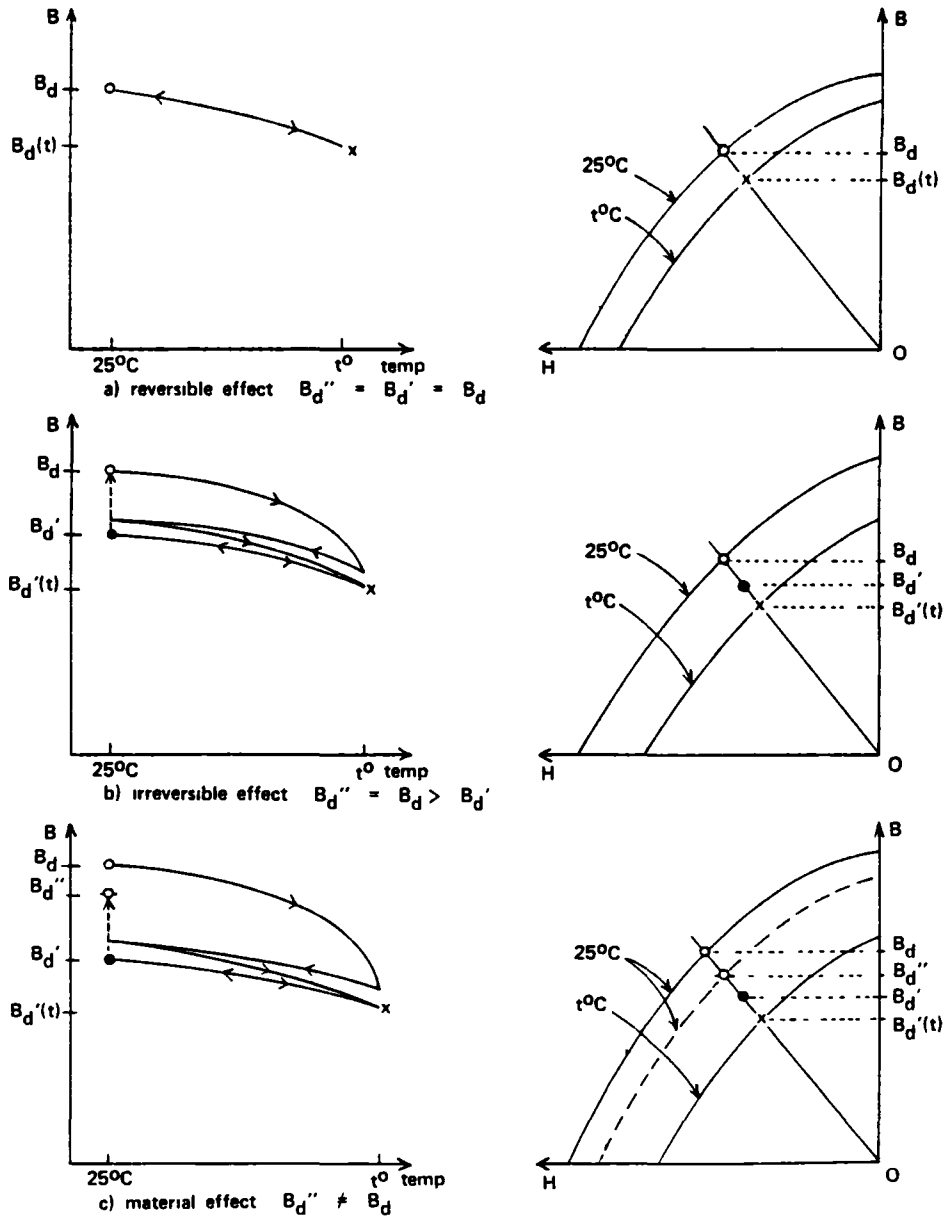 B
B_d
B_d(t)
25°C
t° temp
B
B_d
B_d(t)
25°C
t°C
H
O
a) reversible effect B_d'' = B_d' = B_d
B
B_d
B_d'
B_d'(t)
25°C
t° temp
B
B_d
B_d'
B_d'(t)
25°C
t°C
H
O
b) irreversible effect B_d'' = B_d > B_d'
B
B_d
B_d''
B_d'
B_d'(t)
25°C
t° temp
B
B_d
B_d''
B_d'
B_d'(t)
25°C
t°C
H
O
c) material effect B_d'' ≠ B_d